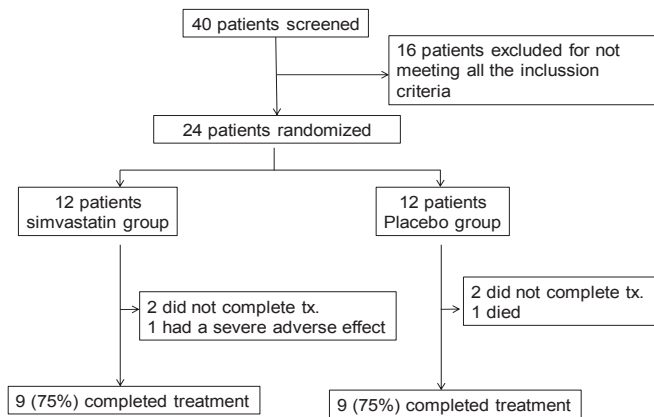 40 patients screened
16 patients excluded for not
meeting all the inclussion
criteria
24 patients randomized
12 patients
simvastatin group
12 patients
Placebo group
2 did not complete tx.
1 had a severe adverse effect
2 did not complete tx.
1 died
9 (75%) completed treatment
9 (75%) completed treatment